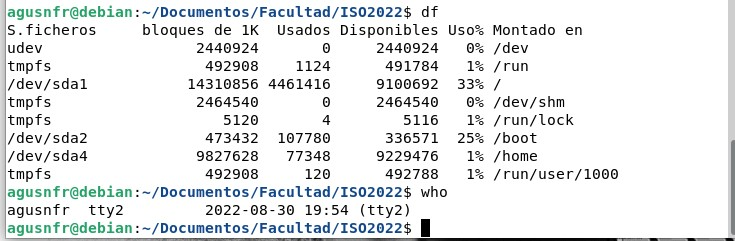 agusnfr@debian:~/Documentos/Facultad/ISO2022$ df
S.ficheros     bloques de 1K  Usados Disponibles Uso% Montado en
udev                 2440924       0     2440924   0% /dev
tmpfs                 492908    1124      491784   1% /run
/dev/sda1           14310856 4461416     9100692  33% /
tmpfs                2464540       0     2464540   0% /dev/shm
tmpfs                   5120       4        5116   1% /run/lock
/dev/sda2             473432  107780      336571  25% /boot
/dev/sda4            9827628   77348     9229476   1% /home
tmpfs                 492908     120      492788   1% /run/user/1000
agusnfr@debian:~/Documentos/Facultad/ISO2022$ who
agusnfr  tty2         2022-08-30 19:54 (tty2)
agusnfr@debian:~/Documentos/Facultad/ISO2022$